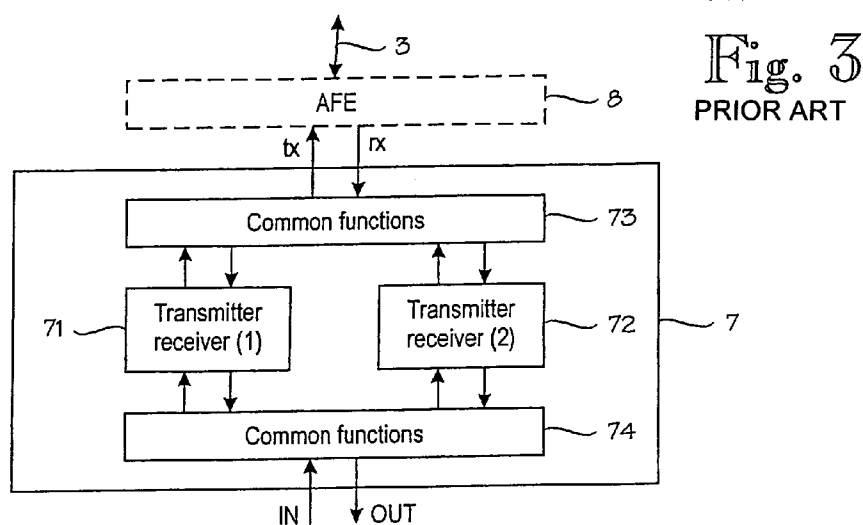 3
Fig. 3
PRIOR ART
AFE
8
tx
rx
Common functions
73
71
Transmitter
receiver (1)
Transmitter
receiver (2)
72
7
Common functions
74
IN
OUT